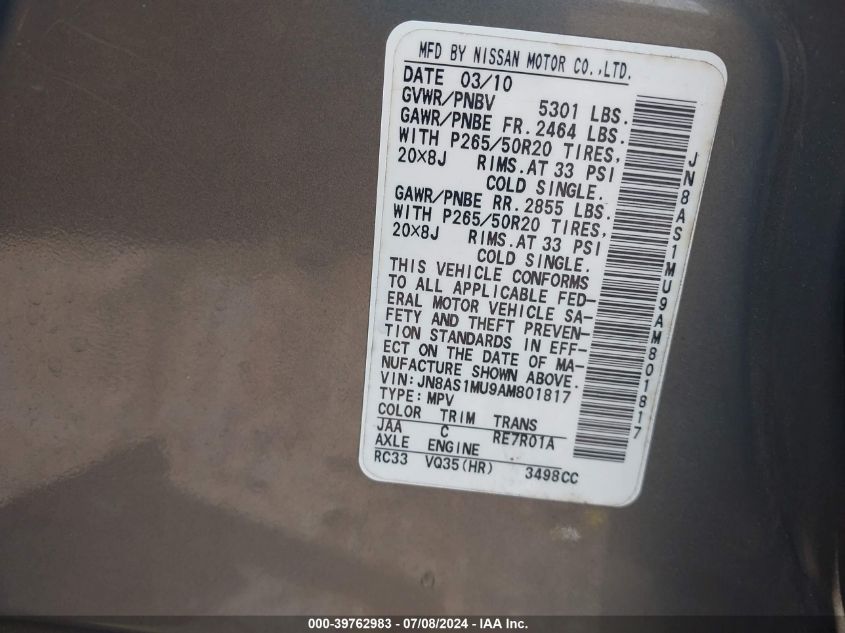 MFD BY NISSAN MOTOR CO.,LTD.
DATE 03/10
GVWR/PNBV 5301 LBS.
GAWR/PNBE FR. 2464 LBS.
WITH P265/50R20 TIRES,
20×8J RIMS.AT 33 PSI
COLD SINGLE.
GAWR/PNBE RR. 2855 LBS.
WITH P265/50R20 TIRES,
20×8J RIMS.AT 33 PSI
COLD SINGLE.
THIS VEHICLE CONFORMS
TO ALL APPLICABLE FED-
ERAL MOTOR VEHICLE SA-
FETY AND THEFT PREVEN-
TION STANDARDS IN EFF-
ECT ON THE DATE OF MA-
NUFACTURE SHOWN ABOVE.
VIN: JN8AS1MU9AM801817
TYPE: MPV
COLOR TRIM TRANS
JAA C RE7R01A
AXLE ENGINE
RC33 VQ35(HR) 3498CC
JN8AS1MU9AM801817
000-39762983 - 07/08/2024 - IAA Inc.